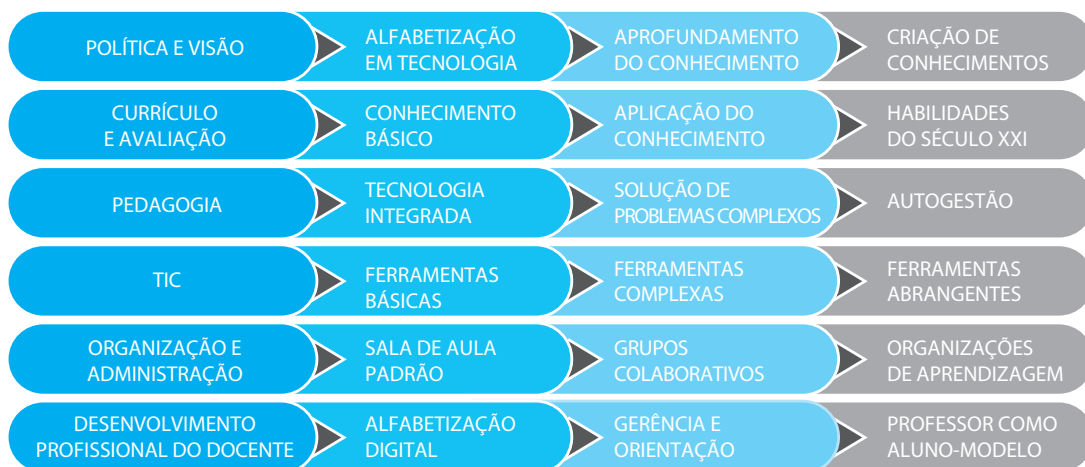 POLÍTICA E VISÃO
ALFABETIZAÇÃO
EM TECNOLOGIA
APROFUNDAMENTO
DO CONHECIMENTO
CRIAÇÃO DE
CONHECIMENTOS
CURRÍCULO
E AVALIAÇÃO
CONHECIMENTO
BÁSICO
APLICAÇÃO DO
CONHECIMENTO
HABILIDADES
DO SÉCULO XXI
PEDAGOGIA
TECNOLOGIA
INTEGRADA
SOLUÇÃO DE
PROBLEMAS COMPLEXOS
AUTOGESTÃO
TIC
FERRAMENTAS
BÁSICAS
FERRAMENTAS
COMPLEXAS
FERRAMENTAS
ABRANGENTES
ORGANIZAÇÃO E
ADMINISTRAÇÃO
SALA DE AULA
PADRÃO
GRUPOS
COLABORATIVOS
ORGANIZAÇÕES
DE APRENDIZAGEM
DESENVOLVIMENTO
PROFISSIONAL DO DOCENTE
ALFABETIZAÇÃO
DIGITAL
GERÊNCIA E
ORIENTAÇÃO
PROFESSOR COMO
ALUNO-MODELO